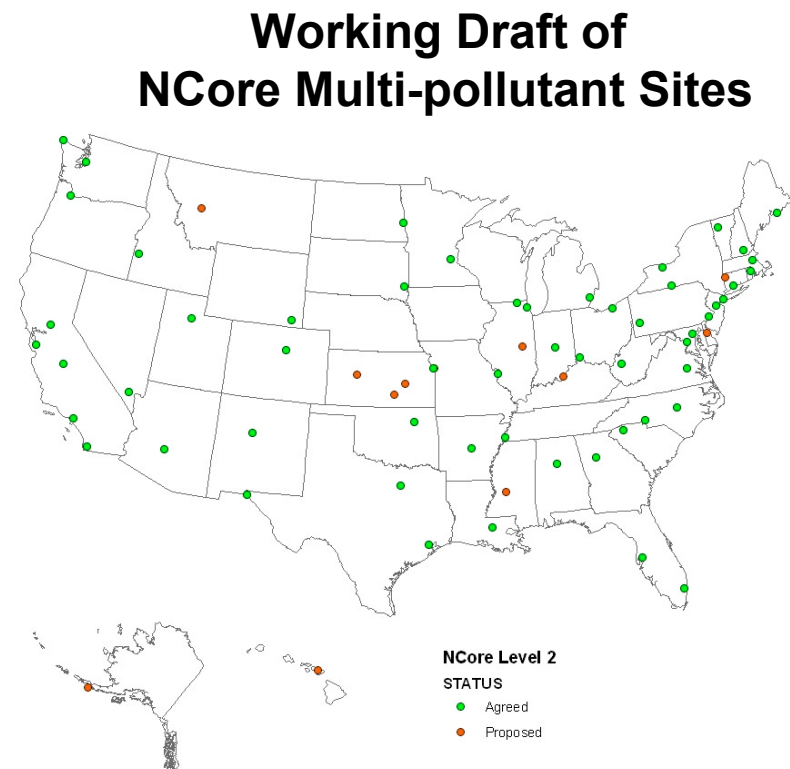 Working Draft of
NCore Multi-pollutant Sites
NCore Level 2
STATUS
Agreed
Proposed